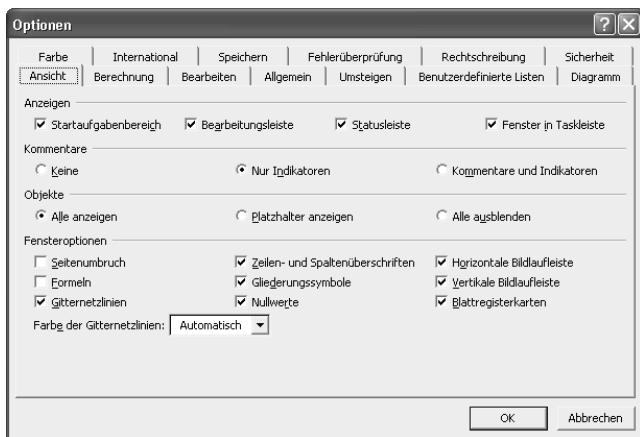 Optionen
Farbe International Speichern Fehlerüberprüfung Rechtschreibung Sicherheit
Ansicht Berechnung Bearbeiten Allgemein Umsteigen Benutzerdefinierte Listen Diagramm
Anzeigen
Startaufgabenbereich Bearbeitungsleiste Statusleiste Fenster in Taskleiste
Kommentare
Keine Nur Indikatoren Kommentare und Indikatoren
Objekte
Alle anzeigen Platzhalter anzeigen Alle ausblenden
Fensteroptionen
Seitenumbruch Zeilen- und Spaltenüberschriften Horizontale Bildlaufleiste
Formeln Gliederungssymbole Vertikale Bildlaufleiste
Gitternetzlinien Nullwerte Blattregisterkarten
Farbe der Gitternetzlinien: Automatisch
OK Abbrechen